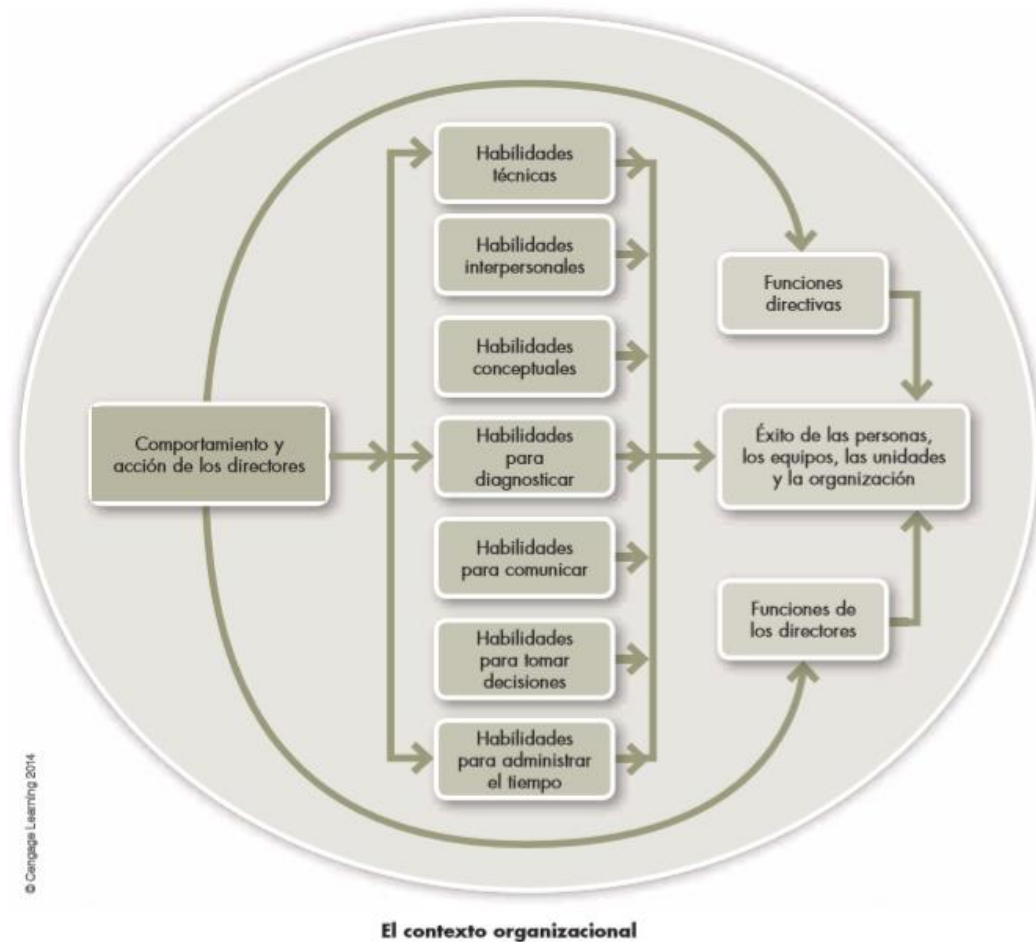 Habilidades
técnicas
Habilidades
interpersonales
Habilidades
conceptuales
Habilidades
para
diagnosticar
Habilidades
para comunicar
Habilidades
para tomar
decisiones
Habilidades
para administrar
el tiempo
Comportamiento y
acción de los directores
Funciones
directivas
Éxito de las personas,
los equipos, las unidades
y la organización
Funciones de
los directores
© Cengage Learning 2014
El contexto organizacional